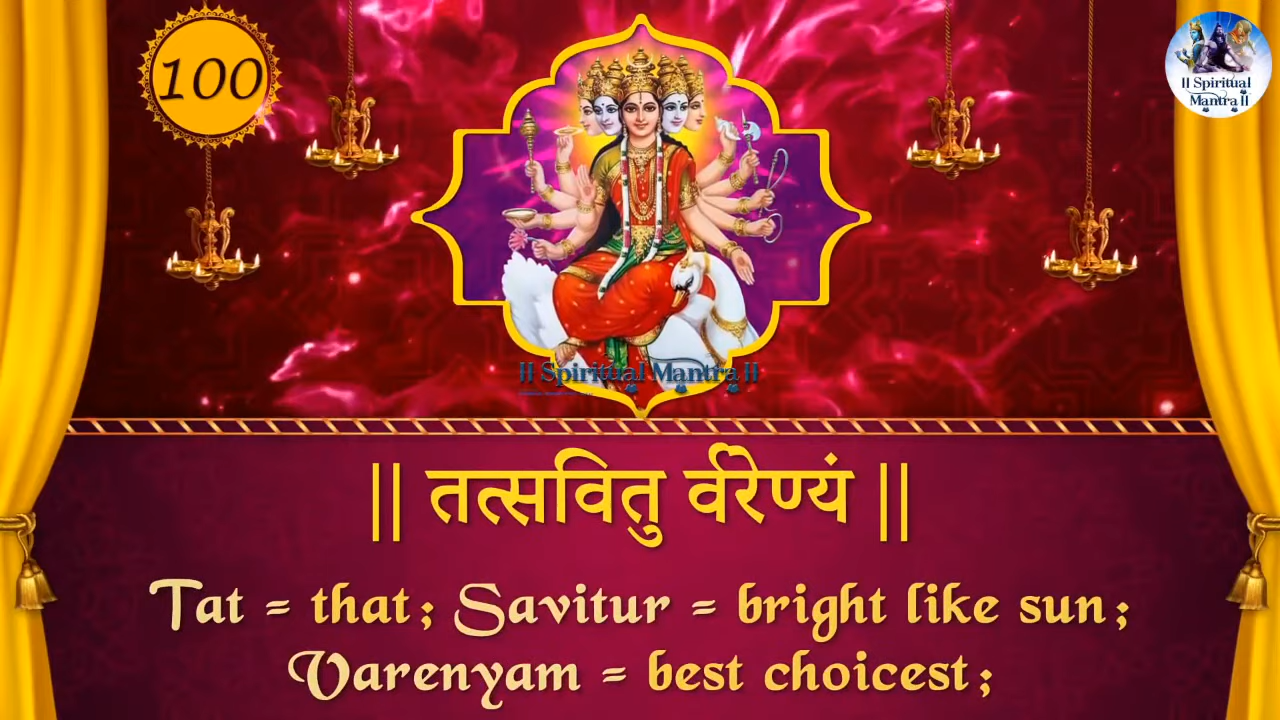 100
|| Spiritual
Mantra ||
|| Spiritual Mantra ||
|| तत्सवितु र्वरेण्यं ||
Tat = that; Savitur = bright like sun;
Varenyam = best choicest;